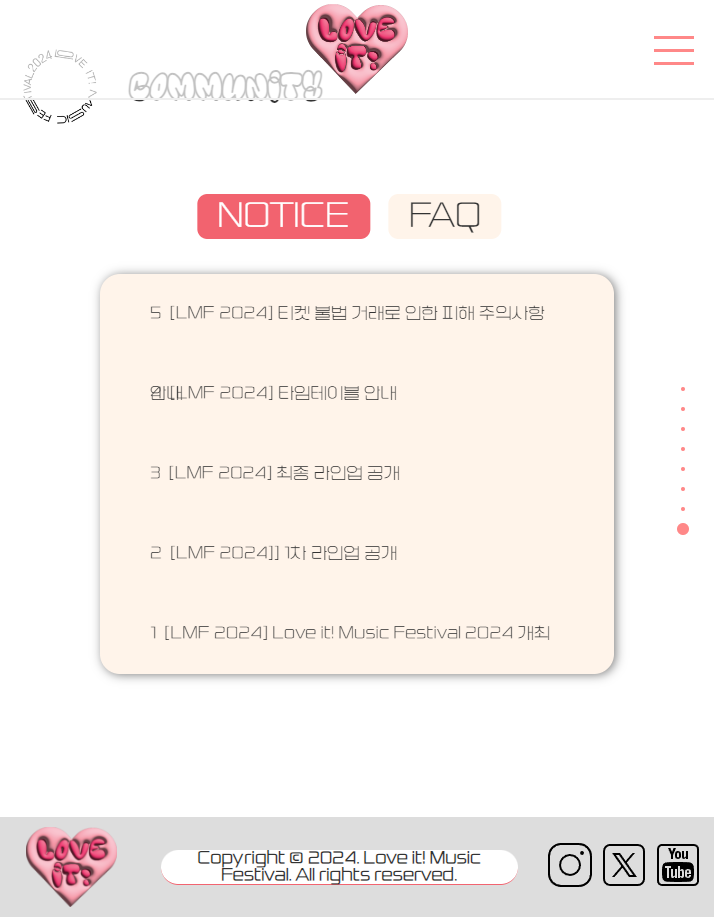 LOVE
iT!
LOVE IT! MUSIC FESTIVAL2024
COMMUNITY
NOTICE
FAQ
5 [LMF 2024] 티켓 불법 거래로 인한 피해 주의사항
안내
4 [LMF 2024] 타임테이블 안내
3 [LMF 2024] 최종 라인업 공개
2 [LMF 2024]] 1차 라인업 공개
1 [LMF 2024] Love it! Music Festival 2024 개최
LOVE
iT!
Copyright © 2024. Love it! Music
Festival. All rights reserved.
You
Tube